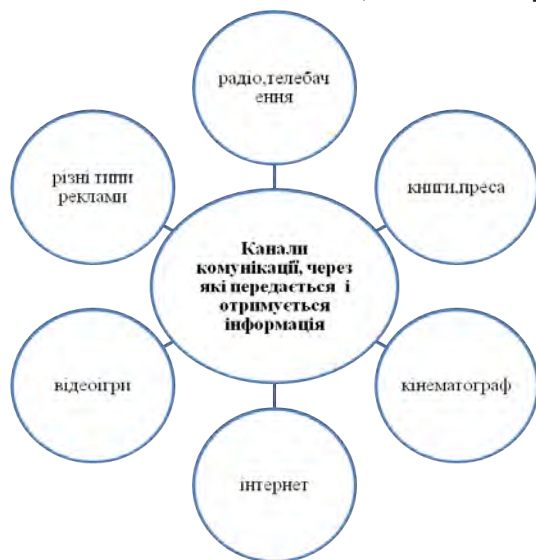 радіо,телебач
ення
різні типи
реклами
книги,преса
Канали
комунікації, через
які передається і
отримується
інформація
відеоігри
кінематограф
інтернет